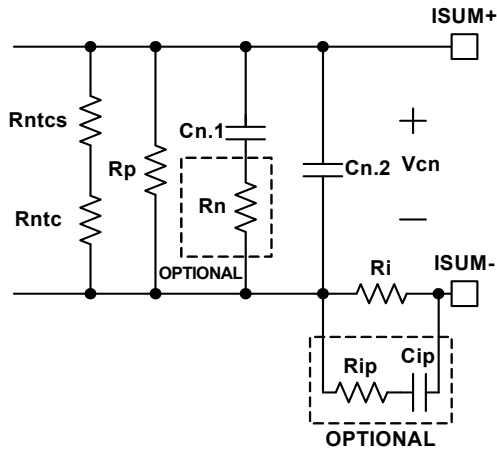 ISUM+
Rntcs
Cn.1
+
Rp
Cn.2
Vcn
Rntc
Rn
−
OPTIONAL
Ri
ISUM-
Rip
Cip
OPTIONAL